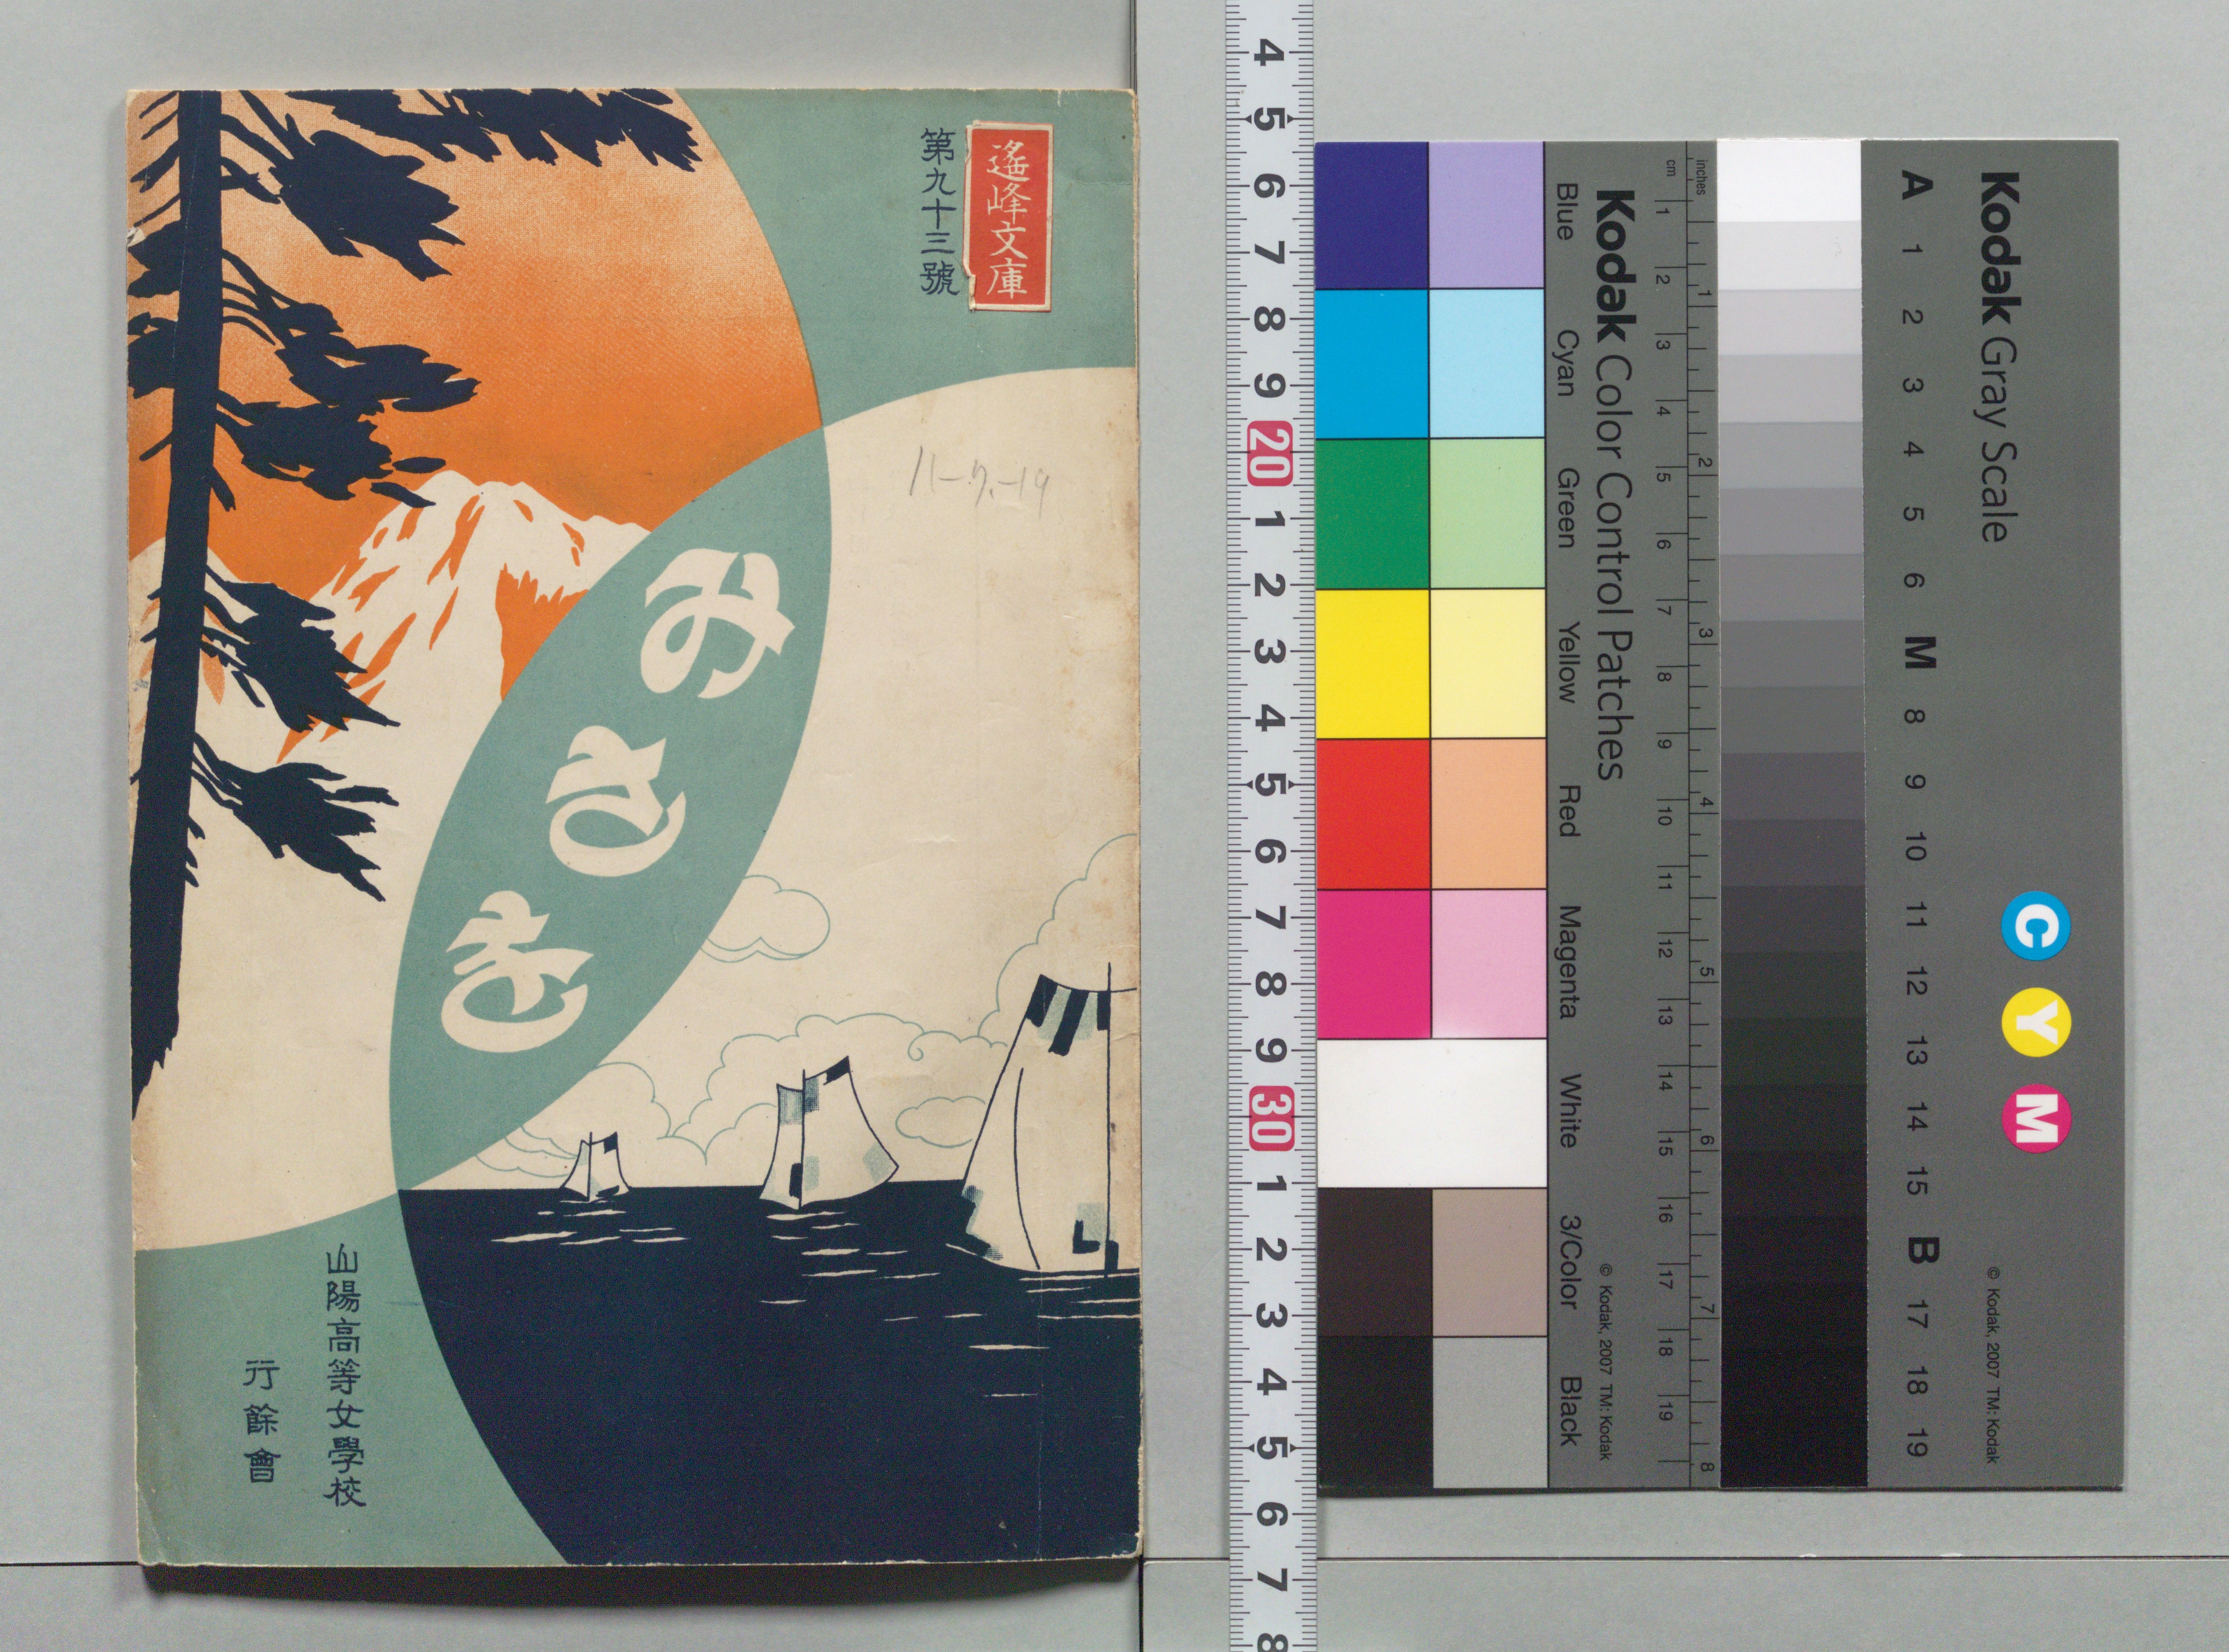 遙峰文庫
第九十三號
11-7.-19
みさを
山陽高等女學校
行餘會
4 5 6 7 8 9 20 1 2 3 4 5 6 7 8 9 30 1 2 3 4 5 6 7 8
Kodak Color Control Patches
© Kodak, 2007 TM: Kodak
Blue Cyan Green Yellow Red Magenta White 3/Color Black
cm 1 2 3 4 5 6 7 8 9 10 11 12 13 14 15 16 17 18 19
inches 1 2 3 4 5 6 7 8
Kodak Gray Scale
C Y M
© Kodak, 2007 TM: Kodak
A 1 2 3 4 5 6 M 8 9 10 11 12 13 14 15 B 17 18 19